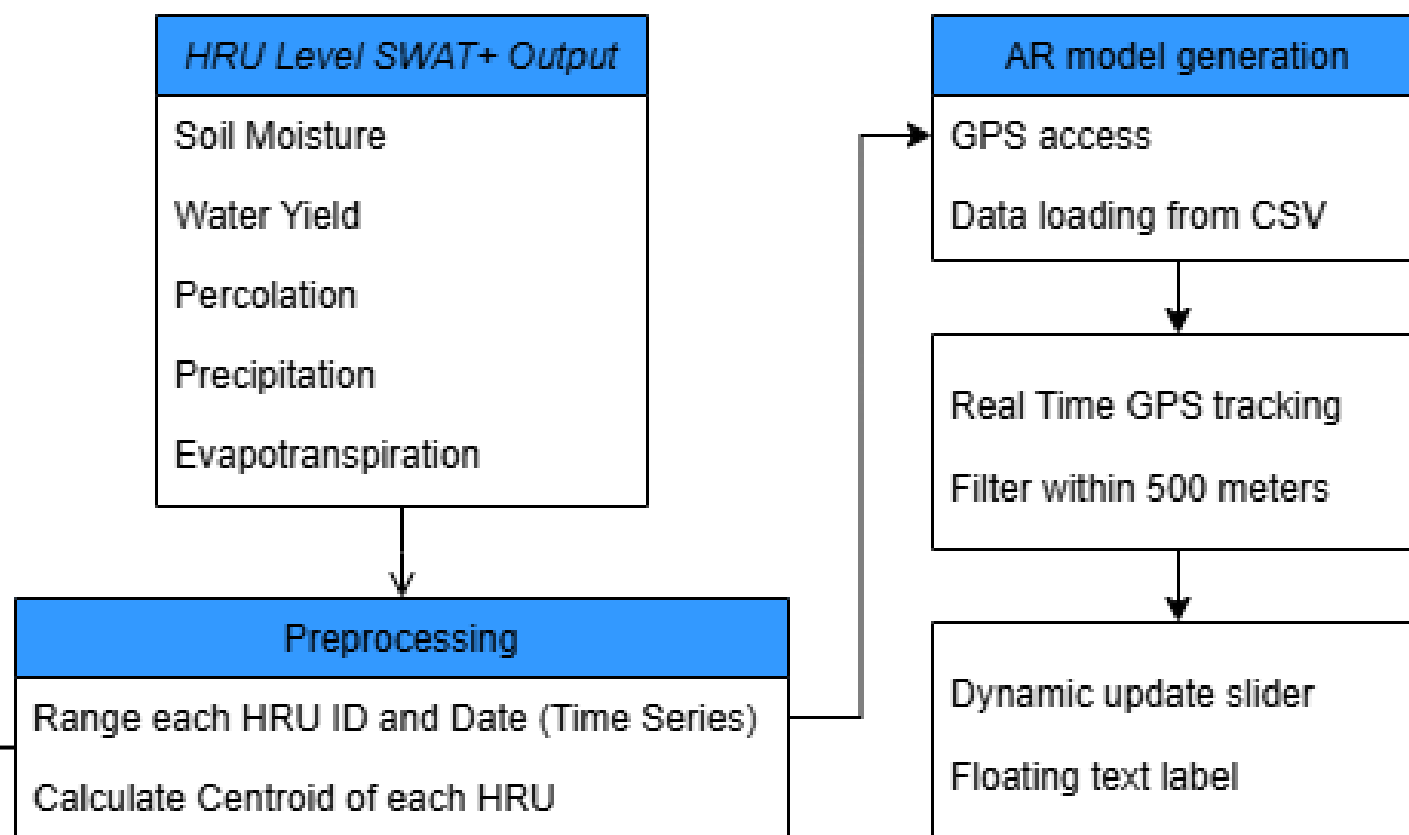 HRU Level SWAT+ Output
Soil Moisture
Water Yield
Percolation
Precipitation
Evapotranspiration
Preprocessing
Range each HRU ID and Date (Time Series)
Calculate Centroid of each HRU
AR model generation
GPS access
Data loading from CSV
Real Time GPS tracking
Filter within 500 meters
Dynamic update slider
Floating text label